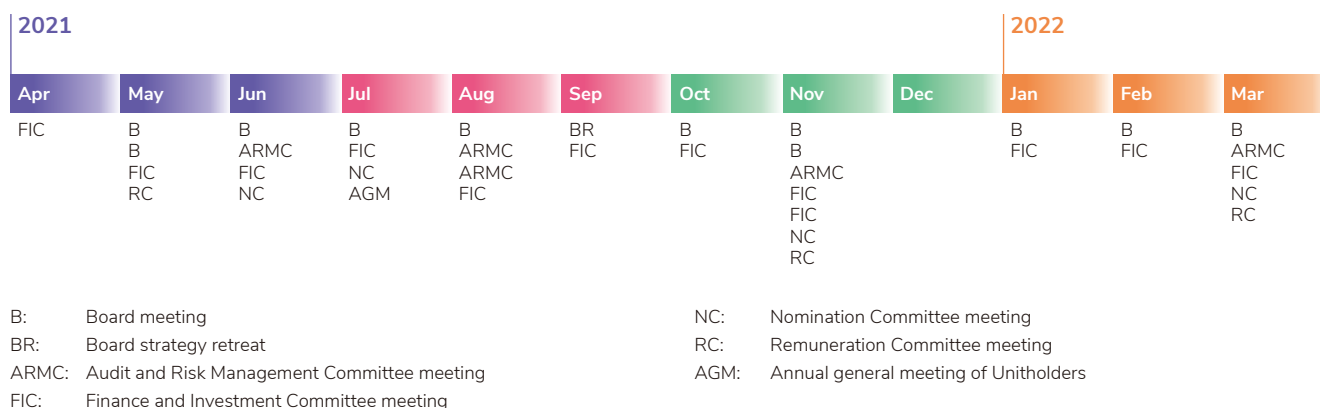 2021 2022
Apr May Jun Jul Aug Sep Oct Nov Dec Jan Feb Mar
FIC B B B B BR B B B B B
B ARMC FIC ARMC FIC FIC B FIC FIC ARMC
FIC FIC NC ARMC ARMC FIC
RC NC AGM FIC FIC NC
FIC RC
NC
RC
B: Board meeting NC: Nomination Committee meeting
BR: Board strategy retreat RC: Remuneration Committee meeting
ARMC: Audit and Risk Management Committee meeting AGM: Annual general meeting of Unitholders
FIC: Finance and Investment Committee meeting